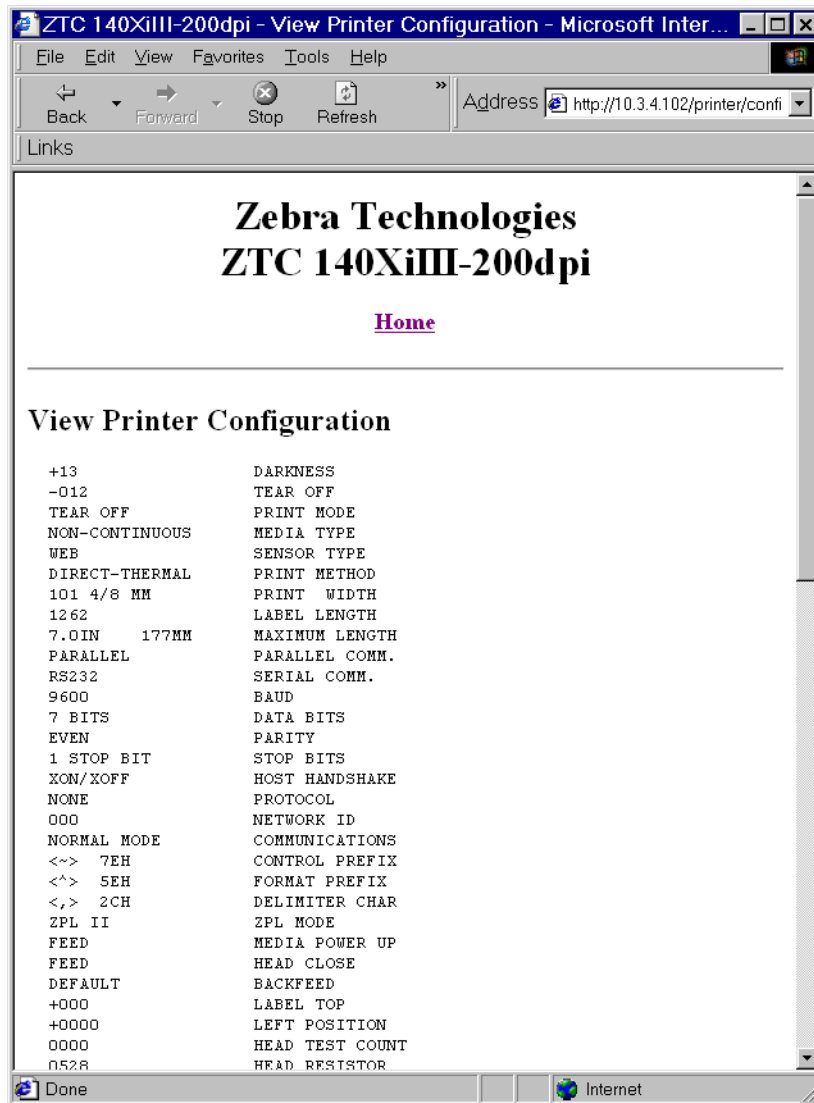 ZTC 140XiIII-200dpi - View Printer Configuration - Microsoft Inter...
File Edit View Favorites Tools Help
Back Forward Stop Refresh » Address http://10.3.4.102/printer/confi
Links
Zebra Technologies
ZTC 140XiIII-200dpi
Home
View Printer Configuration
+13 DARKNESS
-012 TEAR OFF
TEAR OFF PRINT MODE
NON-CONTINUOUS MEDIA TYPE
WEB SENSOR TYPE
DIRECT-THERMAL PRINT METHOD
101 4/8 MM PRINT WIDTH
1262 LABEL LENGTH
7.0IN 177MM MAXIMUM LENGTH
PARALLEL PARALLEL COMM.
RS232 SERIAL COMM.
9600 BAUD
7 BITS DATA BITS
EVEN PARITY
1 STOP BIT STOP BITS
XON/XOFF HOST HANDSHAKE
NONE PROTOCOL
000 NETWORK ID
NORMAL MODE COMMUNICATIONS
<~> 7EH CONTROL PREFIX
<^> 5EH FORMAT PREFIX
<,> 2CH DELIMITER CHAR
ZPL II ZPL MODE
FEED MEDIA POWER UP
FEED HEAD CLOSE
DEFAULT BACKFEED
+000 LABEL TOP
+0000 LEFT POSITION
0000 HEAD TEST COUNT
0528 HEAD RESISTOR
Done Internet